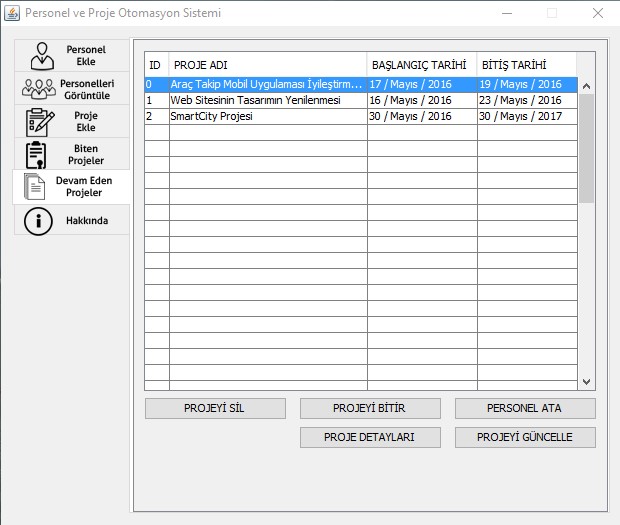 Personel ve Proje Otomasyon Sistemi
Personel
Ekle
Personelleri
Görüntüle
Proje
Ekle
Biten
Projeler
Devam Eden
Projeler
Hakkında
ID PROJE ADI BAŞLANGIÇ TARİHİ BİTİŞ TARİHİ
0 Araç Takip Mobil Uygulaması İyileştirm... 17 / Mayıs / 2016 19 / Mayıs / 2016
1 Web Sitesinin Tasarımın Yenilenmesi 16 / Mayıs / 2016 23 / Mayıs / 2016
2 SmartCity Projesi 30 / Mayıs / 2016 30 / Mayıs / 2017
PROJEYİ SİL PROJEYİ BİTİR PERSONEL ATA
PROJE DETAYLARI PROJEYİ GÜNCELLE